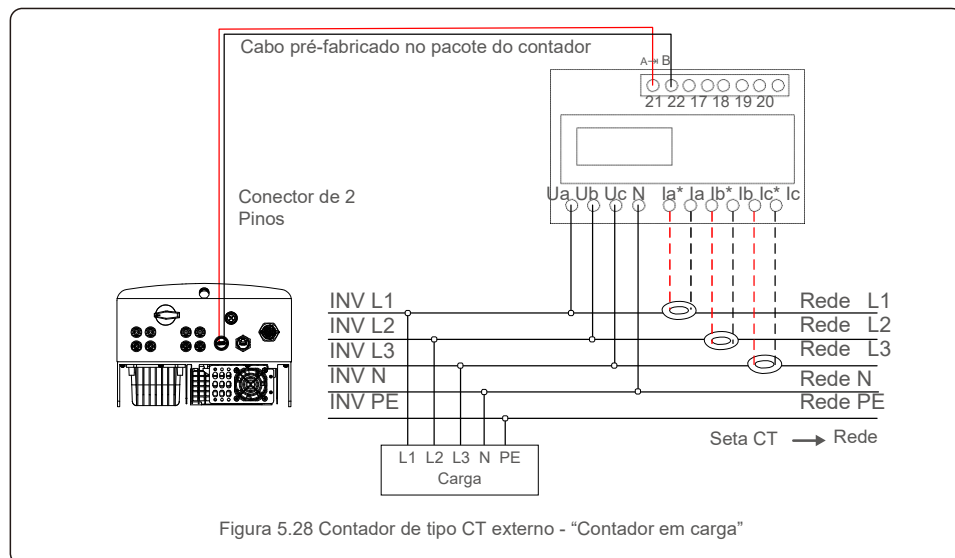 Cabo pré-fabricado no pacote do contador
A B
21 22 17 18 19 20
Conector de 2
Pinos
Ua Ub Uc N Ia* Ia Ib* Ib Ic* Ic
INV L1 Rede L1
INV L2 Rede L2
INV L3 Rede L3
INV N Rede N
INV PE Rede PE
Seta CT → Rede
L1 L2 L3 N PE
Carga
Figura 5.28 Contador de tipo CT externo - “Contador em carga”